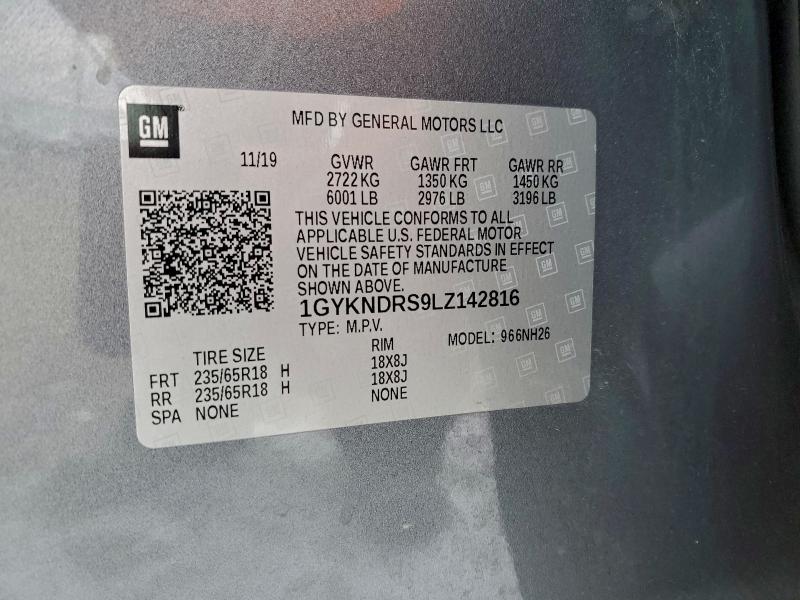 GM
MFD BY GENERAL MOTORS LLC
11/19 GVWR GAWR FRT GAWR RR
2722 KG 1350 KG 1450 KG
6001 LB 2976 LB 3196 LB
THIS VEHICLE CONFORMS TO ALL
APPLICABLE U.S. FEDERAL MOTOR
VEHICLE SAFETY STANDARDS IN EFFECT
ON THE DATE OF MANUFACTURE
SHOWN ABOVE.
1GYKNDRS9LZ142816
TYPE: M.P.V. MODEL: 966NH26
TIRE SIZE RIM
FRT 235/65R18 H 18X8J
RR 235/65R18 H 18X8J
SPA NONE NONE